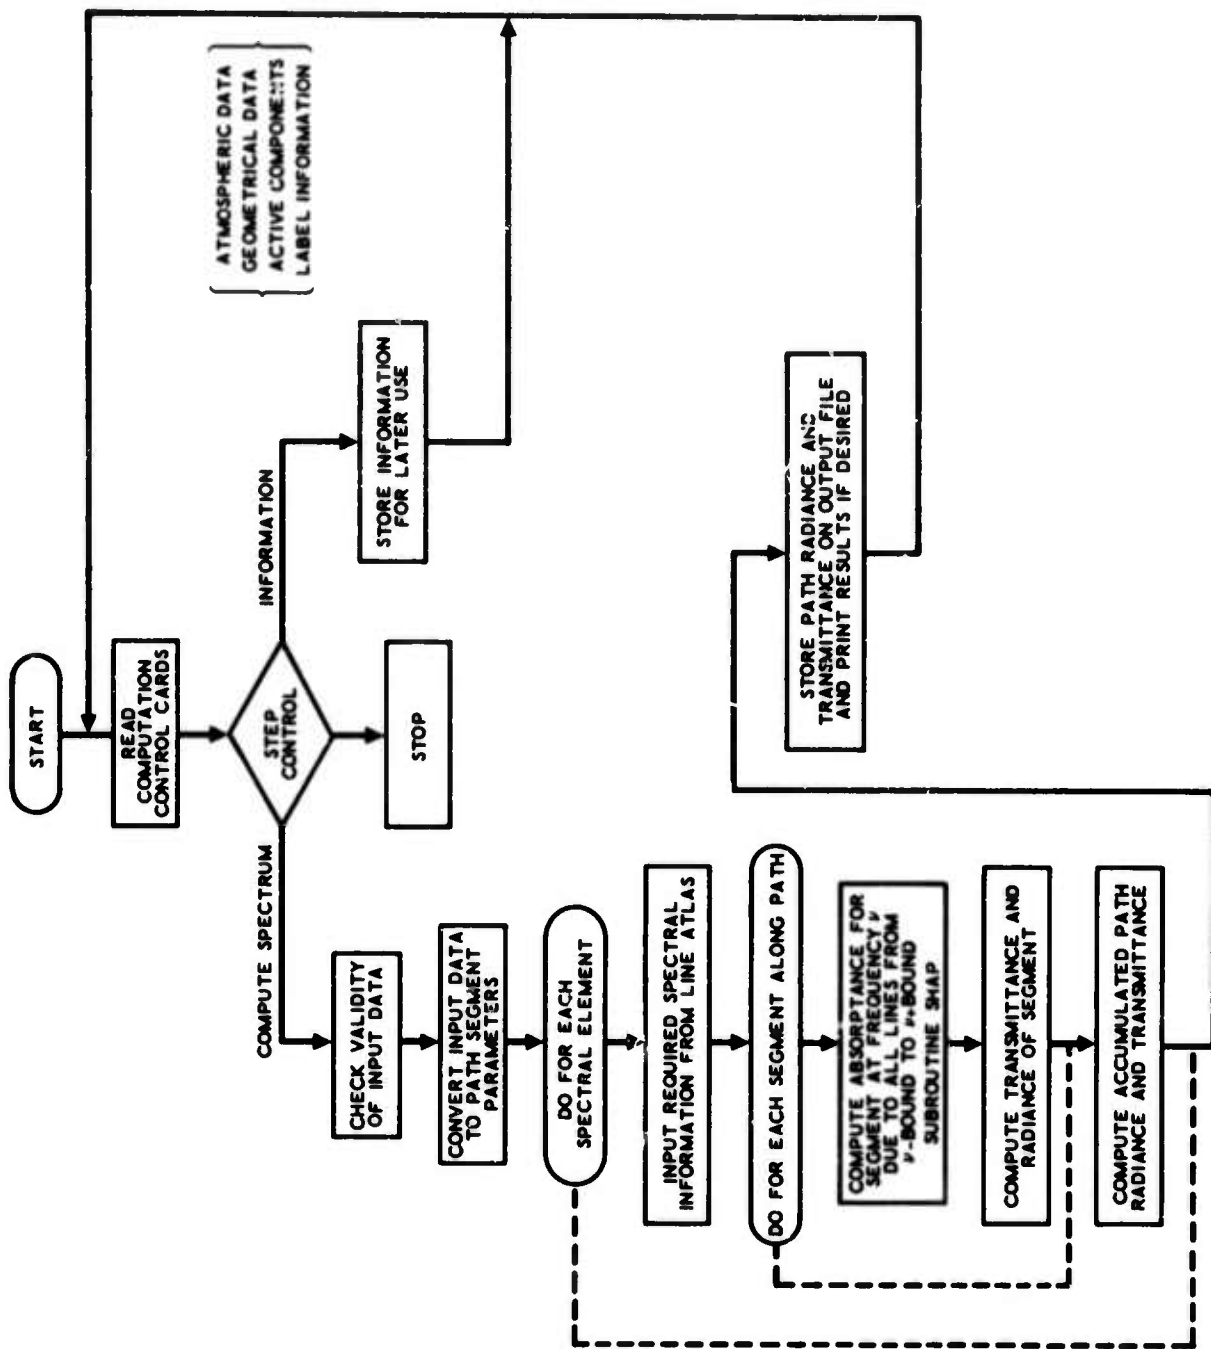 START
READ
COMPUTATION
CONTROL CARDS
STEP
CONTROL
COMPUTE SPECTRUM
INFORMATION
STOP
ATMOSPHERIC DATA
GEOMETRICAL DATA
ACTIVE COMPONENTS
LABEL INFORMATION
STORE INFORMATION
FOR LATER USE
CHECK VALIDITY
OF INPUT DATA
CONVERT INPUT DATA
TO PATH SEGMENT
PARAMETERS
DO FOR EACH
SPECTRAL ELEMENT
INPUT REQUIRED SPECTRAL
INFORMATION FROM LINE ATLAS
DO FOR EACH SEGMENT ALONG PATH
COMPUTE ABSORPTANCE FOR
SEGMENT AT FREQUENCY ν
DUE TO ALL LINES FROM
ν-BOUND TO ν+BOUND
SUBROUTINE SHAP
COMPUTE TRANSMITTANCE AND
RADIANCE OF SEGMENT
COMPUTE ACCUMULATED PATH
RADIANCE AND TRANSMITTANCE
STORE PATH RADIANCE AND
TRANSMITTANCE ON OUTPUT FILE
AND PRINT RESULTS IF DESIRED